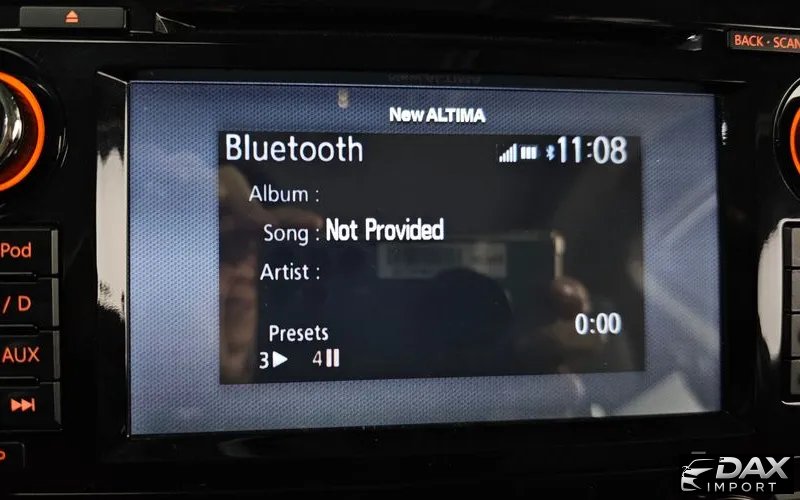 BACK · SCAN
New ALTIMA
Bluetooth 11:08
Album :
Song : Not Provided
Artist :
0:00
Presets
3 4
iPod
/ D
AUX
DAX
IMPORT